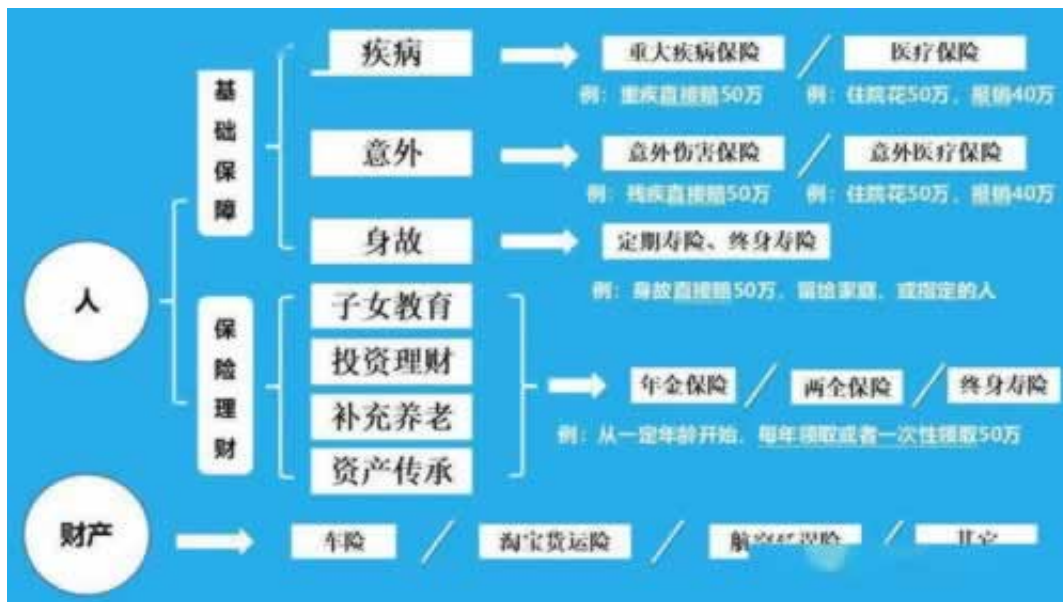 疾病
重大疾病保险
医疗保险
例：重疾直接赔50万
例：住院花50万，报销40万
基础保障
意外
意外伤害保险
意外医疗保险
例：残疾直接赔50万
例：住院花50万，报销40万
身故
定期寿险、终身寿险
例：身故直接赔50万，留给家庭，或指定的人
人
保险理财
子女教育
投资理财
补充养老
资产传承
年金保险
两全保险
终身寿险
例：从一定年龄开始，每年领取或者一次性领取50万
财产
车险
淘宝货运险